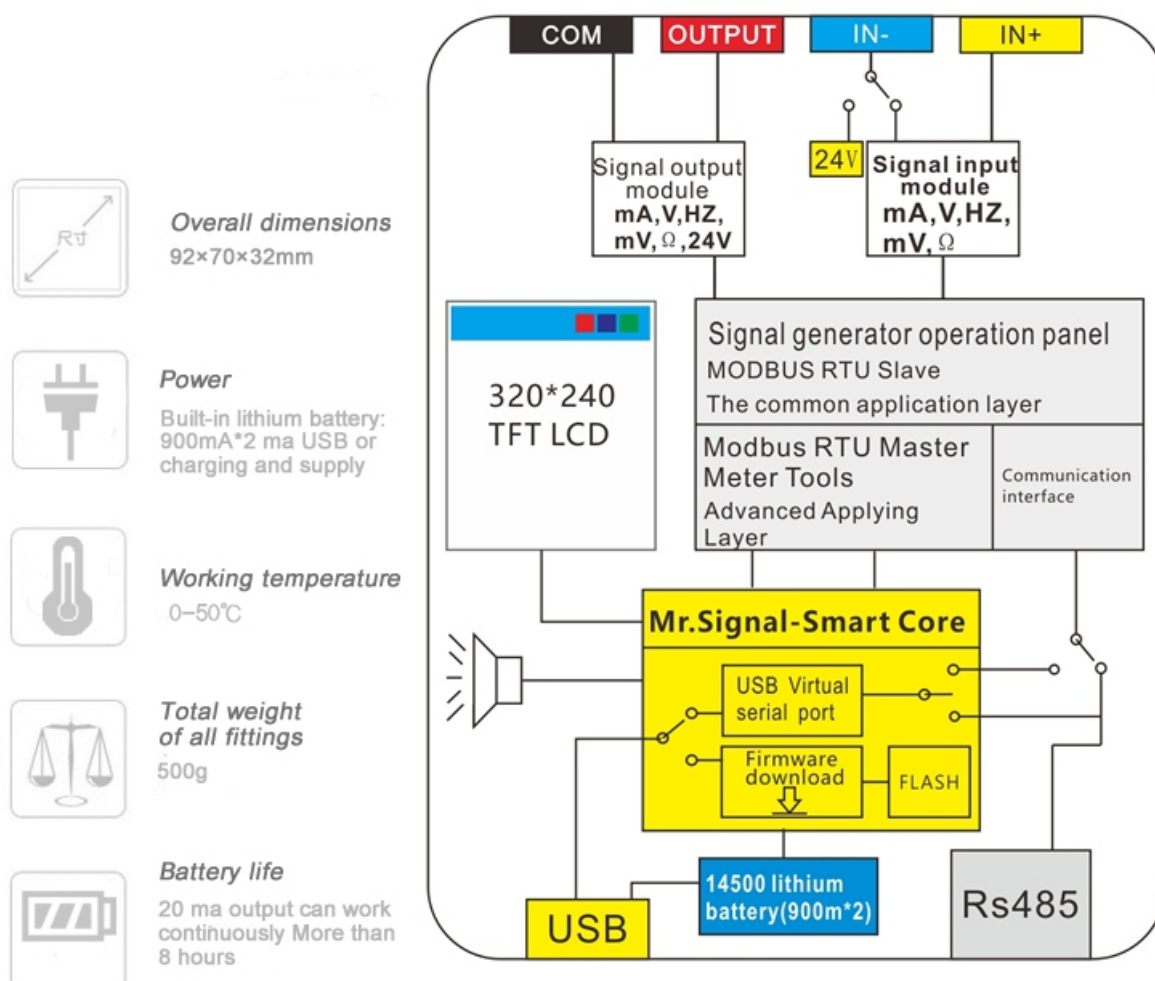 COM
OUTPUT
IN-
IN+
24V
Signal output
module
mA,V,HZ,
mV,Ω,24V
Signal input
module
mA,V,HZ,
mV,Ω
尺寸
Overall dimensions
92×70×32mm
Power
Built-in lithium battery:
900mA*2 ma USB or
charging and supply
Working temperature
0-50℃
Total weight
of all fittings
500g
Battery life
20 ma output can work
continuously More than
8 hours
320*240
TFT LCD
Signal generator operation panel
MODBUS RTU Slave
The common application layer
Modbus RTU Master
Meter Tools
Advanced Applying
Layer
Communication
interface
Mr.Signal-Smart Core
USB Virtual
serial port
Firmware
download
FLASH
14500 lithium
battery(900m*2)
USB
Rs485